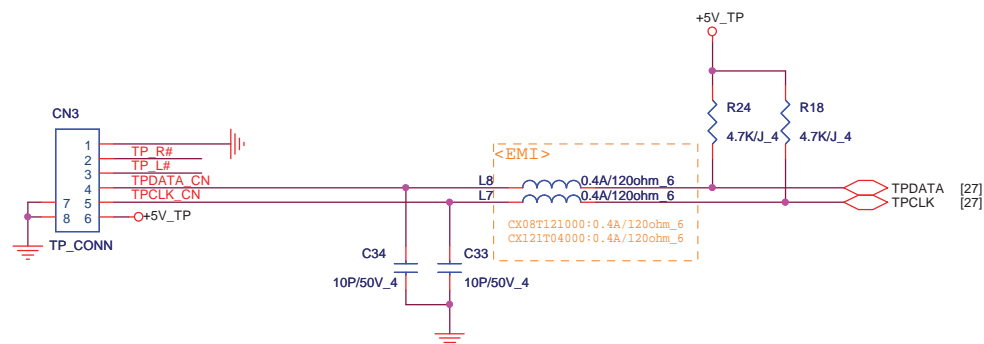 +5V_TP
CN3
R24
R18
4.7K/J_4
4.7K/J_4
1
2
3
4
5
6
7
8
TP_R#
TP_L#
TPDATA_CN
TPCLK_CN
+5V_TP
TP_CONN
<EMI>
L8 0.4A/120ohm_6
L7 0.4A/120ohm_6
CX08T121000:0.4A/120ohm_6
CX121T04000:0.4A/120ohm_6
TPDATA [27]
TPCLK [27]
C34
C33
10P/50V_4
10P/50V_4